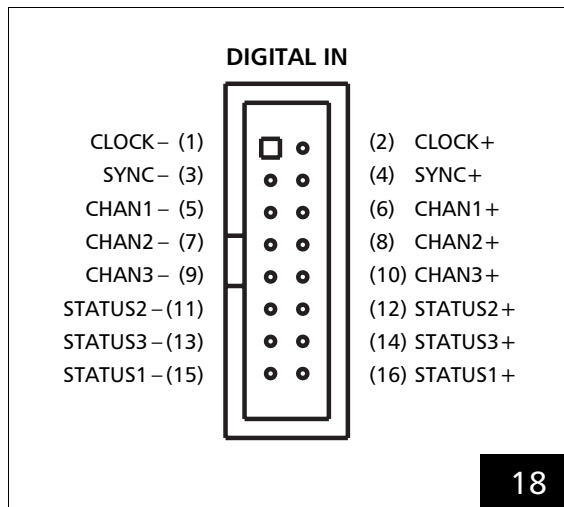 DIGITAL IN
CLOCK– (1) (2) CLOCK+
SYNC– (3) (4) SYNC+
CHAN1– (5) (6) CHAN1+
CHAN2– (7) (8) CHAN2+
CHAN3– (9) (10) CHAN3+
STATUS2–(11) (12) STATUS2+
STATUS3–(13) (14) STATUS3+
STATUS1–(15) (16) STATUS1+
18